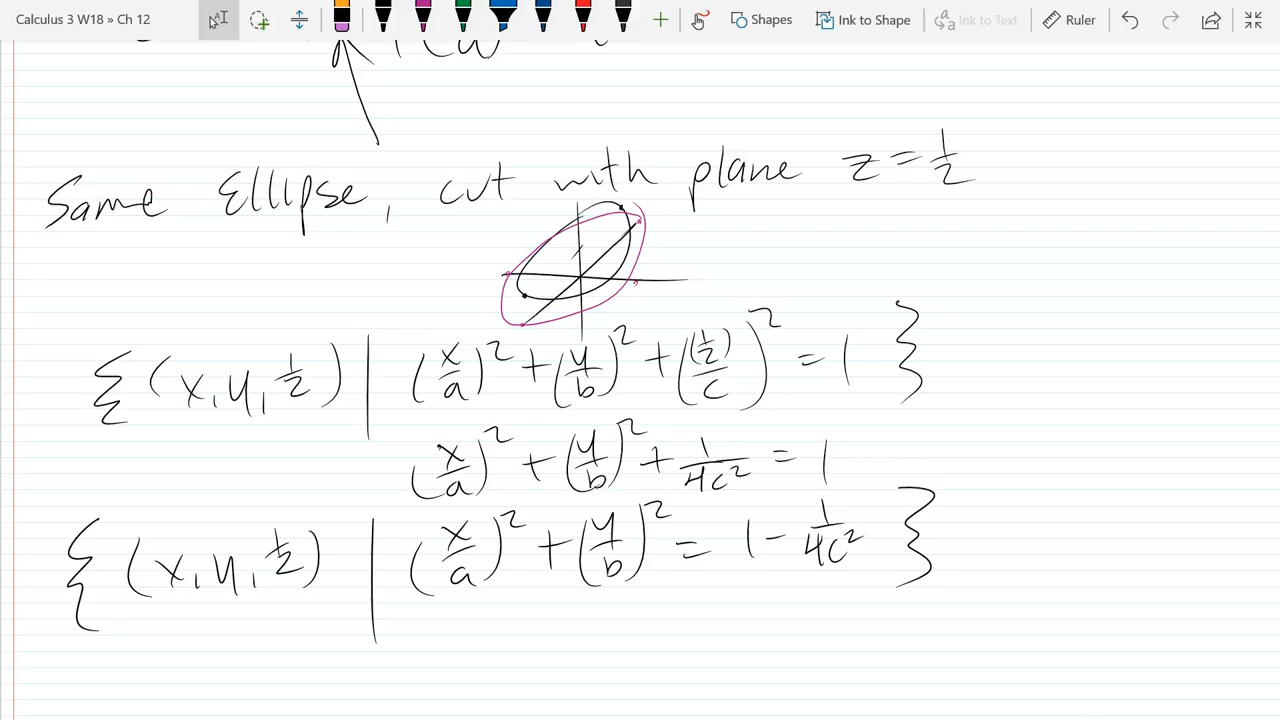 Calculus 3 W18 » Ch 12
Shapes
Ink to Shape
Ink to Text
Ruler
Same Ellipse, cut with plane z = 1/2
{(x, y, 1/2) | (x/a)² + (y/b)² + ((1/2)/c)² = 1}
(x/a)² + (y/b)² + 1/4c² = 1
{(x, y, 1/2) | (x/a)² + (y/b)² = 1 - 1/4c²}